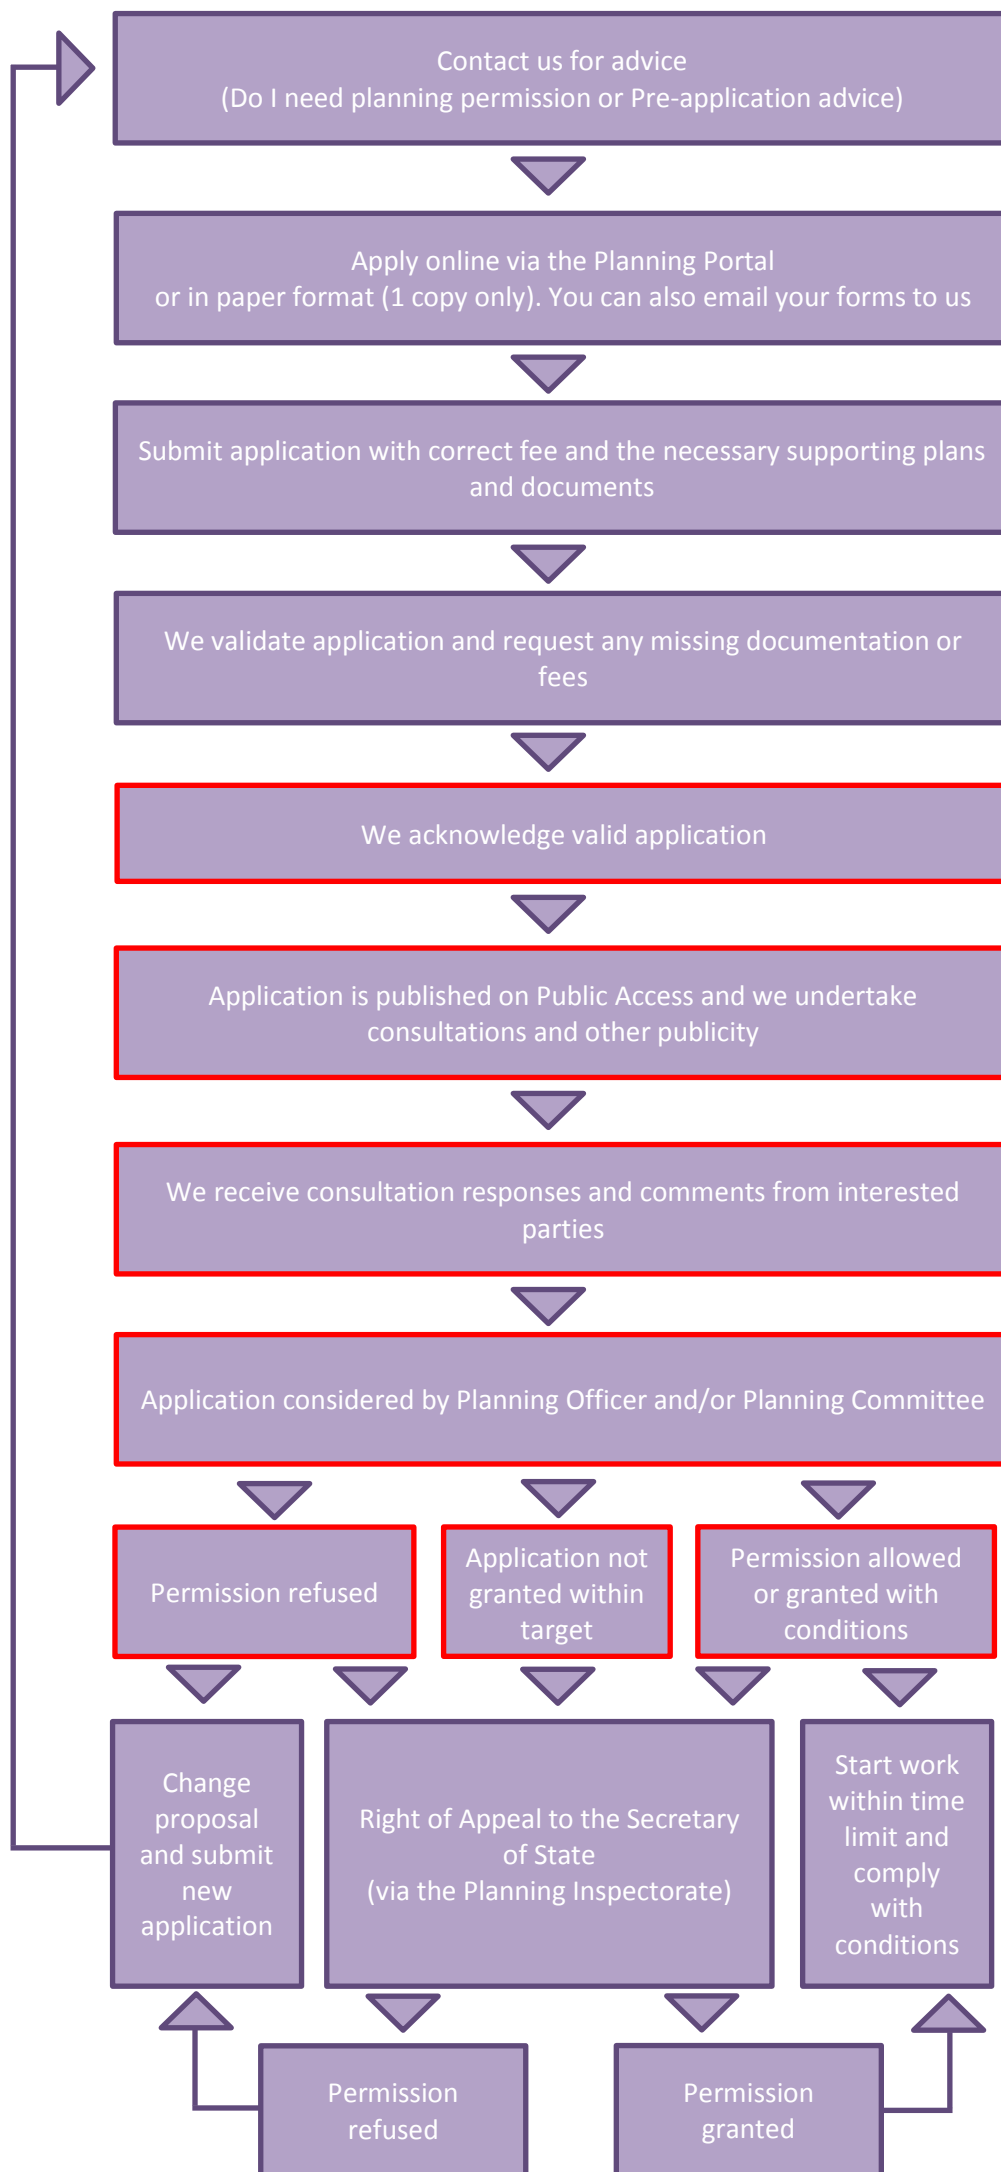 Contact us for advice
(Do I need planning permission or Pre-application advice)
Apply online via the Planning Portal
or in paper format (1 copy only). You can also email your forms to us
Submit application with correct fee and the necessary supporting plans
and documents
We validate application and request any missing documentation or
fees
We acknowledge valid application
Application is published on Public Access and we undertake
consultations and other publicity
We receive consultation responses and comments from interested
parties
Application considered by Planning Officer and/or Planning Committee
Permission refused
Application not
granted within
target
Permission allowed
or granted with
conditions
Change
proposal
and submit
new
application
Right of Appeal to the Secretary
of State
(via the Planning Inspectorate)
Start work
within time
limit and
comply
with
conditions
Permission
refused
Permission
granted